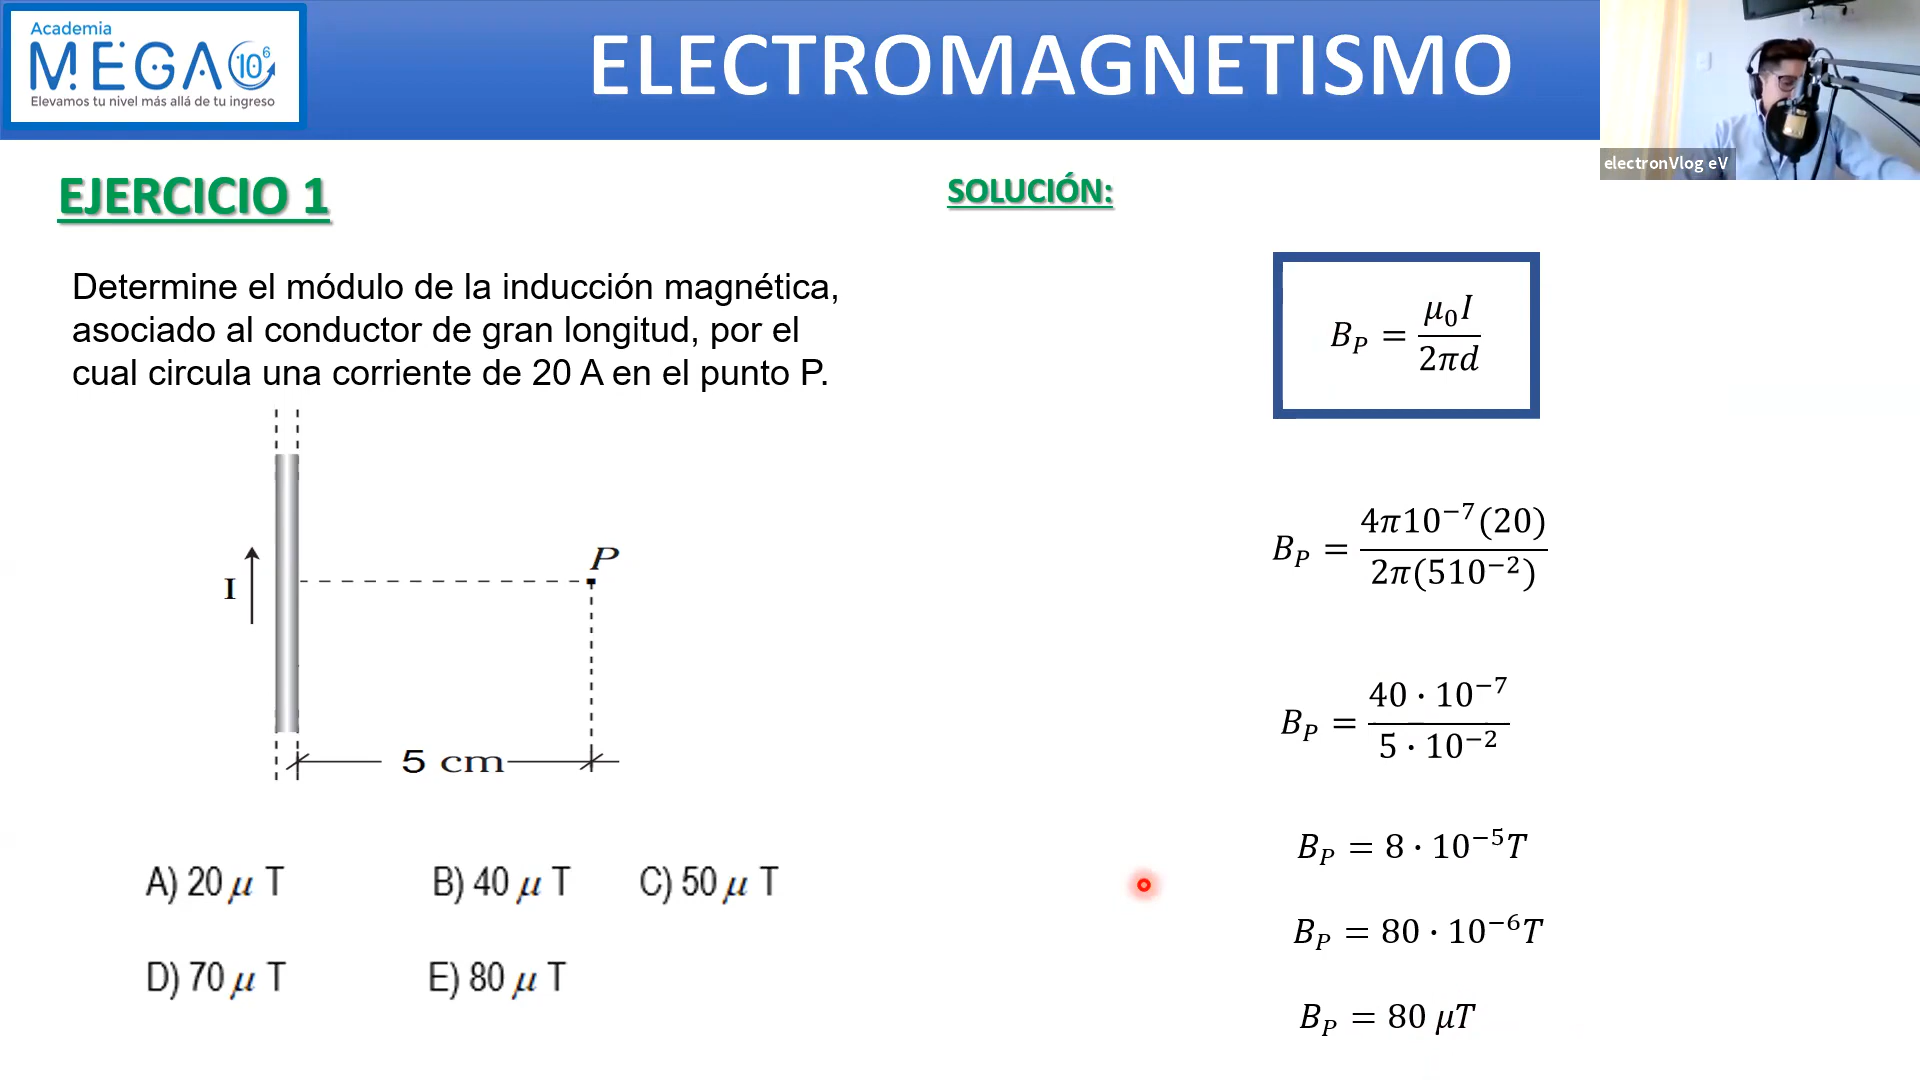 Academia
MEGA 10⁶
Elevamos tu nivel más allá de tu ingreso
ELECTROMAGNETISMO
electronVlog eV
EJERCICIO 1
Determine el módulo de la inducción magnética,
asociado al conductor de gran longitud, por el
cual circula una corriente de 20 A en el punto P.
I
P
5 cm
A) 20 μ T B) 40 μ T C) 50 μ T
D) 70 μ T E) 80 μ T
SOLUCIÓN:
B_P = μ₀I / 2πd
B_P = 4π10⁻⁷(20) / 2π(510⁻²)
B_P = 40 · 10⁻⁷ / 5 · 10⁻²
B_P = 8 · 10⁻⁵T
B_P = 80 · 10⁻⁶T
B_P = 80 μT